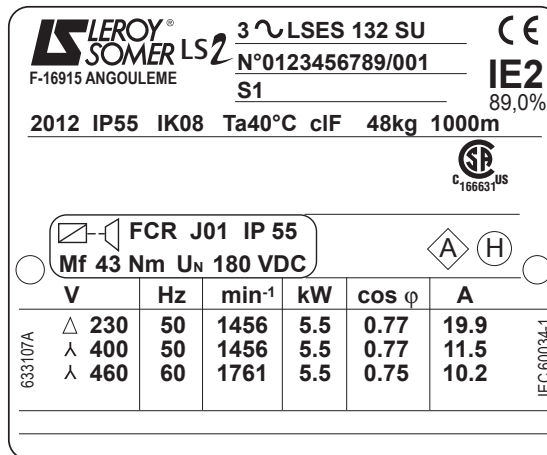 LEROY®
SOMER LS2
F-16915 ANGOULEME
3 ∿ LSES 132 SU
N°0123456789/001
S1
CE
IE2
89,0%
2012 IP55 IK08 Ta40°C clF 48kg 1000m
CSA
C US
166631
FCR J01 IP 55
Mf 43 Nm UN 180 VDC
A H
V Hz min-1 kW cos φ A
△ 230 50 1456 5.5 0.77 19.9
⅄ 400 50 1456 5.5 0.77 11.5
⅄ 460 60 1761 5.5 0.75 10.2
633107A
IEC 60034-1